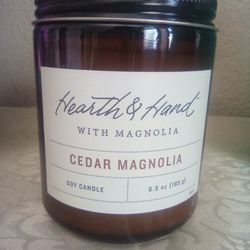 Hearth & Hand
WITH MAGNOLIA
CEDAR MAGNOLIA
SOY CANDLE 6.5 oz (185 g)